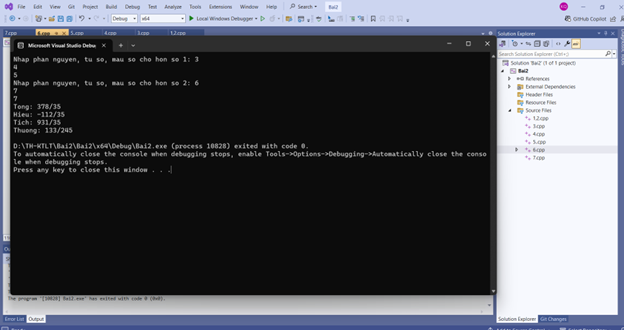 File Edit View Git Project Build Debug Test Analyze Tools Extensions Window Help Search Bai2
KG
Debug x64 Local Windows Debugger GitHub Copilot
7.cpp 6.cpp 5.cpp 4.cpp 3.cpp 1.2.cpp
Microsoft Visual Studio Debu
Nhap phan nguyen, tu so, mau so cho hon so 1: 3
4
5
Nhap phan nguyen, tu so, mau so cho hon so 2: 6
7
7
Tong: 378/35
Hieu: -112/35
Tich: 931/35
Thuong: 133/245
D:\TH-KTLT\Bai2\Bai2\x64\Debug\Bai2.exe (process 10828) exited with code 0.
To automatically close the console when debugging stops, enable Tools->Options->Debugging->Automatically close the conso
le when debugging stops.
Press any key to close this window . . .
The program '[10828] Bai2.exe' has exited with code 0 (0x0).
Error List Output
Solution Explorer
Search Solution Explorer (Ctrl+;)
Solution 'Bai2' (1 of 1 project)
Bai2
References
External Dependencies
Header Files
Resource Files
Source Files
1,2.cpp
3.cpp
4.cpp
5.cpp
6.cpp
7.cpp
Solution Explorer Git Changes